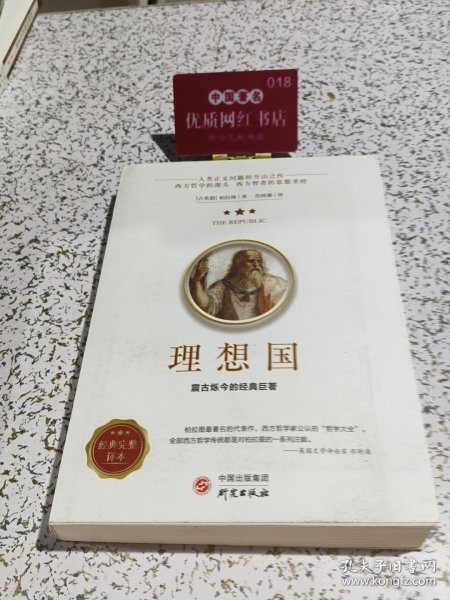 018
中国著名
优质网红书店
人类正义问题的开山之作
西方哲学的源头 西方智者的思想圣经
[古希腊] 柏拉图 | 著
THE REPUBLIC
理想国
震古烁今的经典巨著
柏拉图最著名的代表作,西方哲学家公认的“哲学大全”。
全部西方哲学传统都是对柏拉图的一系列注脚。
经典完整
译本
中国出版集团
研究出版社
孔夫子旧书网
www.kongfz.com